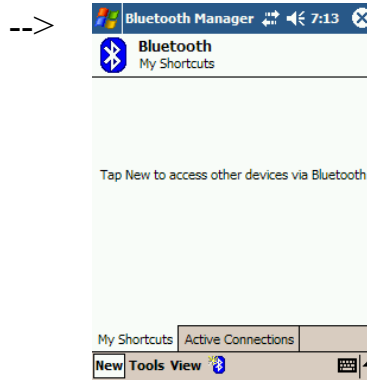 -->
Bluetooth Manager 7:13
Bluetooth
My Shortcuts
Tap New to access other devices via Bluetooth
My Shortcuts Active Connections
New Tools View